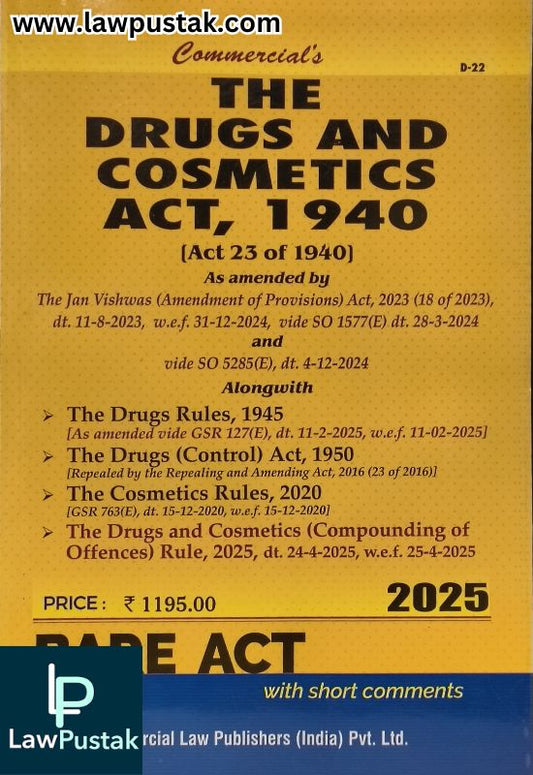 www.lawpustak.com
Commercial's
D-22
THE
DRUGS AND
COSMETICS
ACT, 1940
(Act 23 of 1940)
As amended by
The Jan Vishwas (Amendment of Provisions) Act, 2023 (18 of 2023),
dt. 11-8-2023, w.e.f. 31-12-2024, vide SO 1577(E) dt. 28-3-2024
and
vide SO 5285(E), dt. 4-12-2024
Alongwith
➤ The Drugs Rules, 1945
[As amended vide GSR 127(E), dt. 11-2-2025, w.e.f. 11-02-2025]
➤ The Drugs (Control) Act, 1950
[Repealed by the Repealing and Amending Act, 2016 (23 of 2016)]
➤ The Cosmetics Rules, 2020
[GSR 763(E), dt. 15-12-2020, w.e.f. 15-12-2020]
➤ The Drugs and Cosmetics (Compounding of
Offences) Rule, 2025, dt. 24-4-2025, w.e.f. 25-4-2025
PRICE : ₹ 1195.00
2025
ACT
with short comments
LP
LawPustak
rcial Law Publishers (India) Pvt. Ltd.